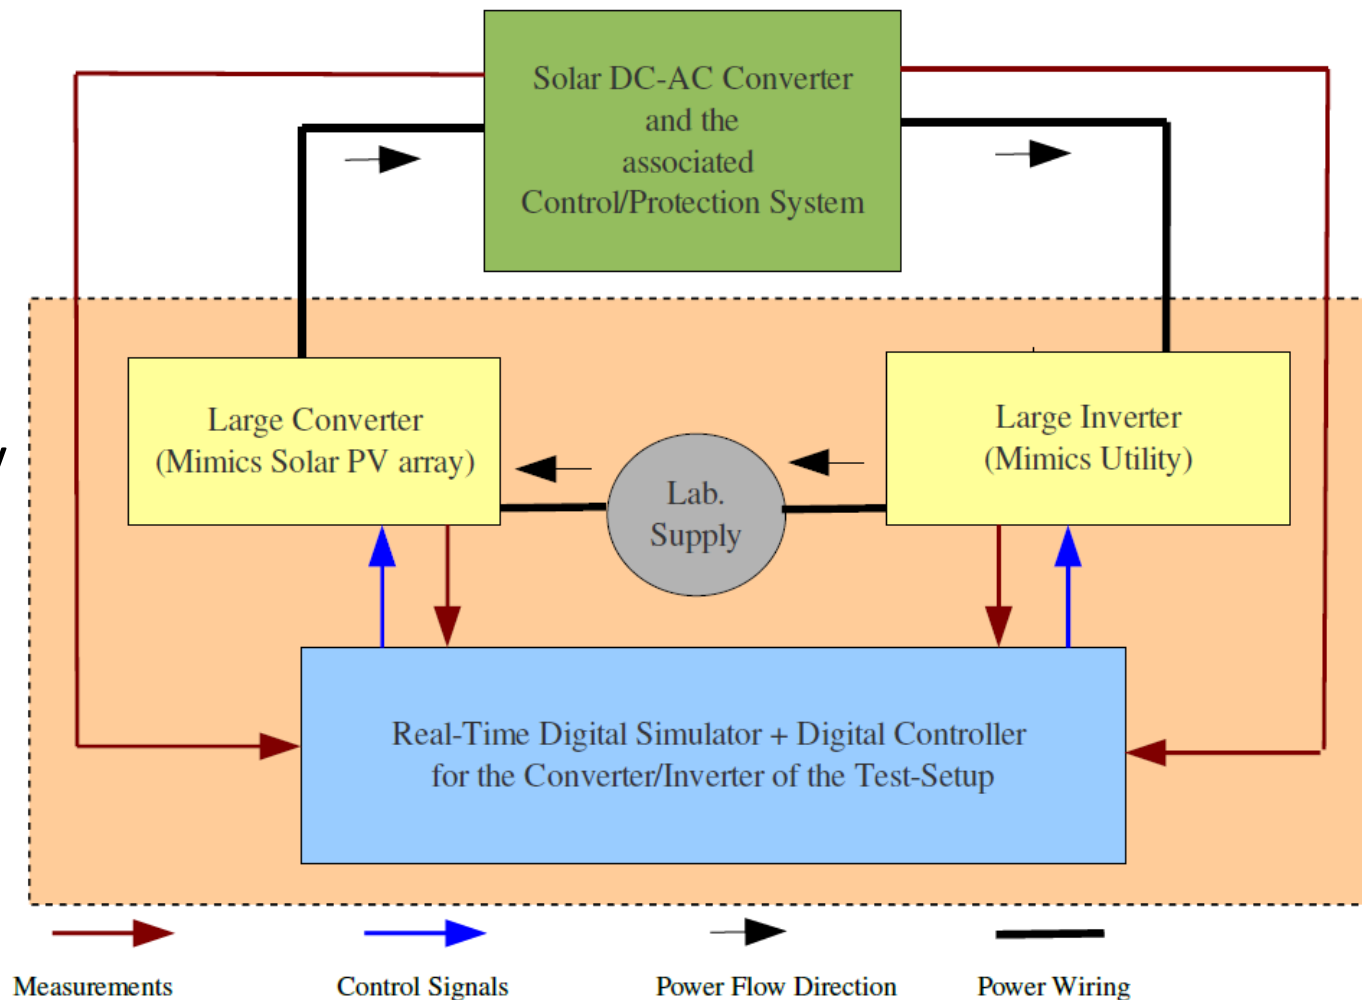 Solar DC-AC Converter
and the
associated
Control/Protection System
Large Converter
(Mimics Solar PV array)
Lab.
Supply
Large Inverter
(Mimics Utility)
Real-Time Digital Simulator + Digital Controller
for the Converter/Inverter of the Test-Setup
Measurements
Control Signals
Power Flow Direction
Power Wiring